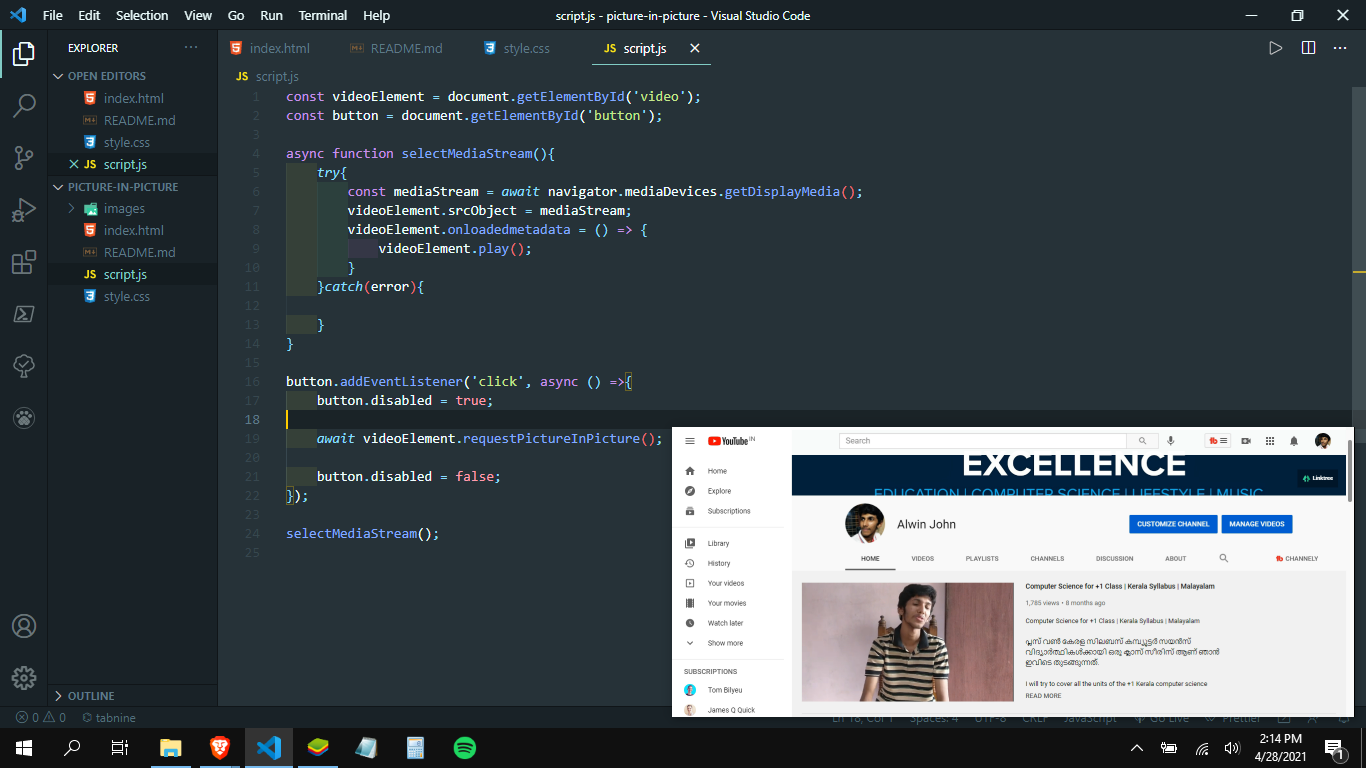 File Edit Selection View Go Run Terminal Help
script.js - picture-in-picture - Visual Studio Code
EXPLORER
OPEN EDITORS
index.html
README.md
style.css
JS script.js
PICTURE-IN-PICTURE
images
index.html
README.md
JS script.js
style.css
OUTLINE
index.html README.md style.css JS script.js
JS script.js
1 const videoElement = document.getElementById('video');
2 const button = document.getElementById('button');
3
4 async function selectMediaStream(){
5 try{
6 const mediaStream = await navigator.mediaDevices.getDisplayMedia();
7 videoElement.srcObject = mediaStream;
8 videoElement.onloadedmetadata = () => {
9 videoElement.play();
10 }
11 }catch(error){
12
13 }
14 }
15
16 button.addEventListener('click', async () =>{
17 button.disabled = true;
18
19 await videoElement.requestPictureInPicture();
20
21 button.disabled = false;
22 });
23
24 selectMediaStream();
25
YouTube IN
Search
Home
Explore
Subscriptions
Library
History
Your videos
Your movies
Watch later
Show more
SUBSCRIPTIONS
Tom Bilyeu
James Q Quick
EXCELLENCE
EDUCATION | COMPUTER SCIENCE | LIFESTYLE | MUSIC
Linktree
Alwin John
CUSTOMIZE CHANNEL MANAGE VIDEOS
HOME VIDEOS PLAYLISTS CHANNELS DISCUSSION ABOUT CHANNELY
Computer Science for +1 Class | Kerala Syllabus | Malayalam
1,785 views • 8 months ago
Computer Science for +1 Class | Kerala Syllabus | Malayalam
പ്ലസ് വൺ കേരള സിലബസ് കമ്പ്യൂട്ടർ സയൻസ്
വിദ്യാർത്ഥികൾക്കായി ഒരു ക്ലാസ് സീരിസ് ആണ് ഞാൻ
ഇവിടെ തുടങ്ങുന്നത്.
I will try to cover all the units of the +1 Kerala computer science
READ MORE
0 0 tabnine
Ln 18, Col 1 Spaces: 4 UTF-8 CRLF JavaScript Go Live Prettier
2:14 PM
4/28/2021
1